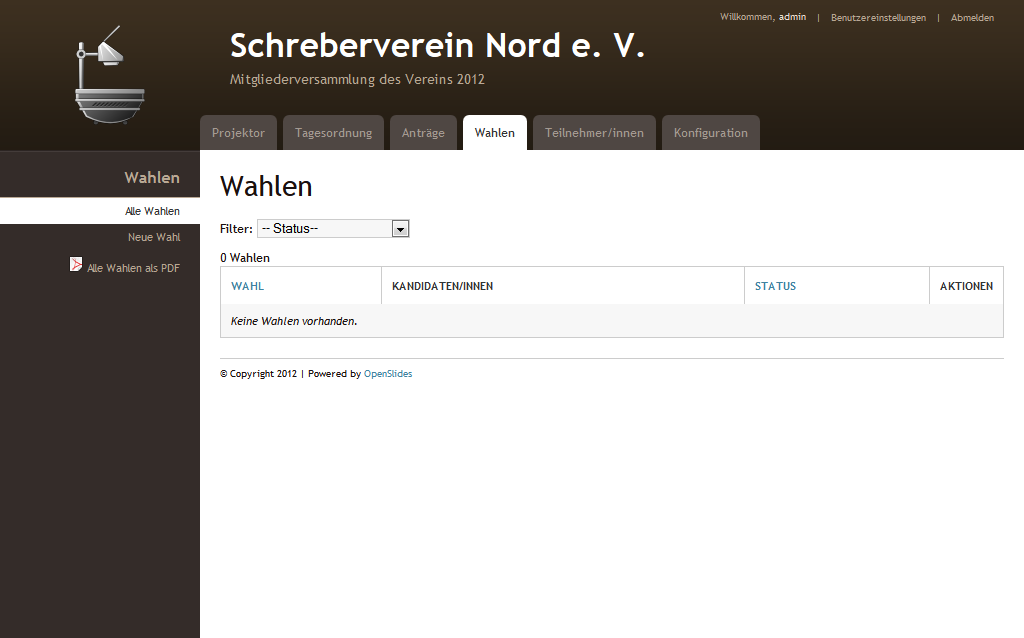 Willkommen, admin | Benutzereinstellungen | Abmelden
Schreberverein Nord e. V.
Mitgliederversammlung des Vereins 2012
Projektor Tagesordnung Anträge Wahlen Teilnehmer/innen Konfiguration
Wahlen
Alle Wahlen
Neue Wahl
Alle Wahlen als PDF
Wahlen
Filter: -- Status--
0 Wahlen
WAHL KANDIDATEN/INNEN STATUS AKTIONEN
Keine Wahlen vorhanden.
© Copyright 2012 | Powered by OpenSlides